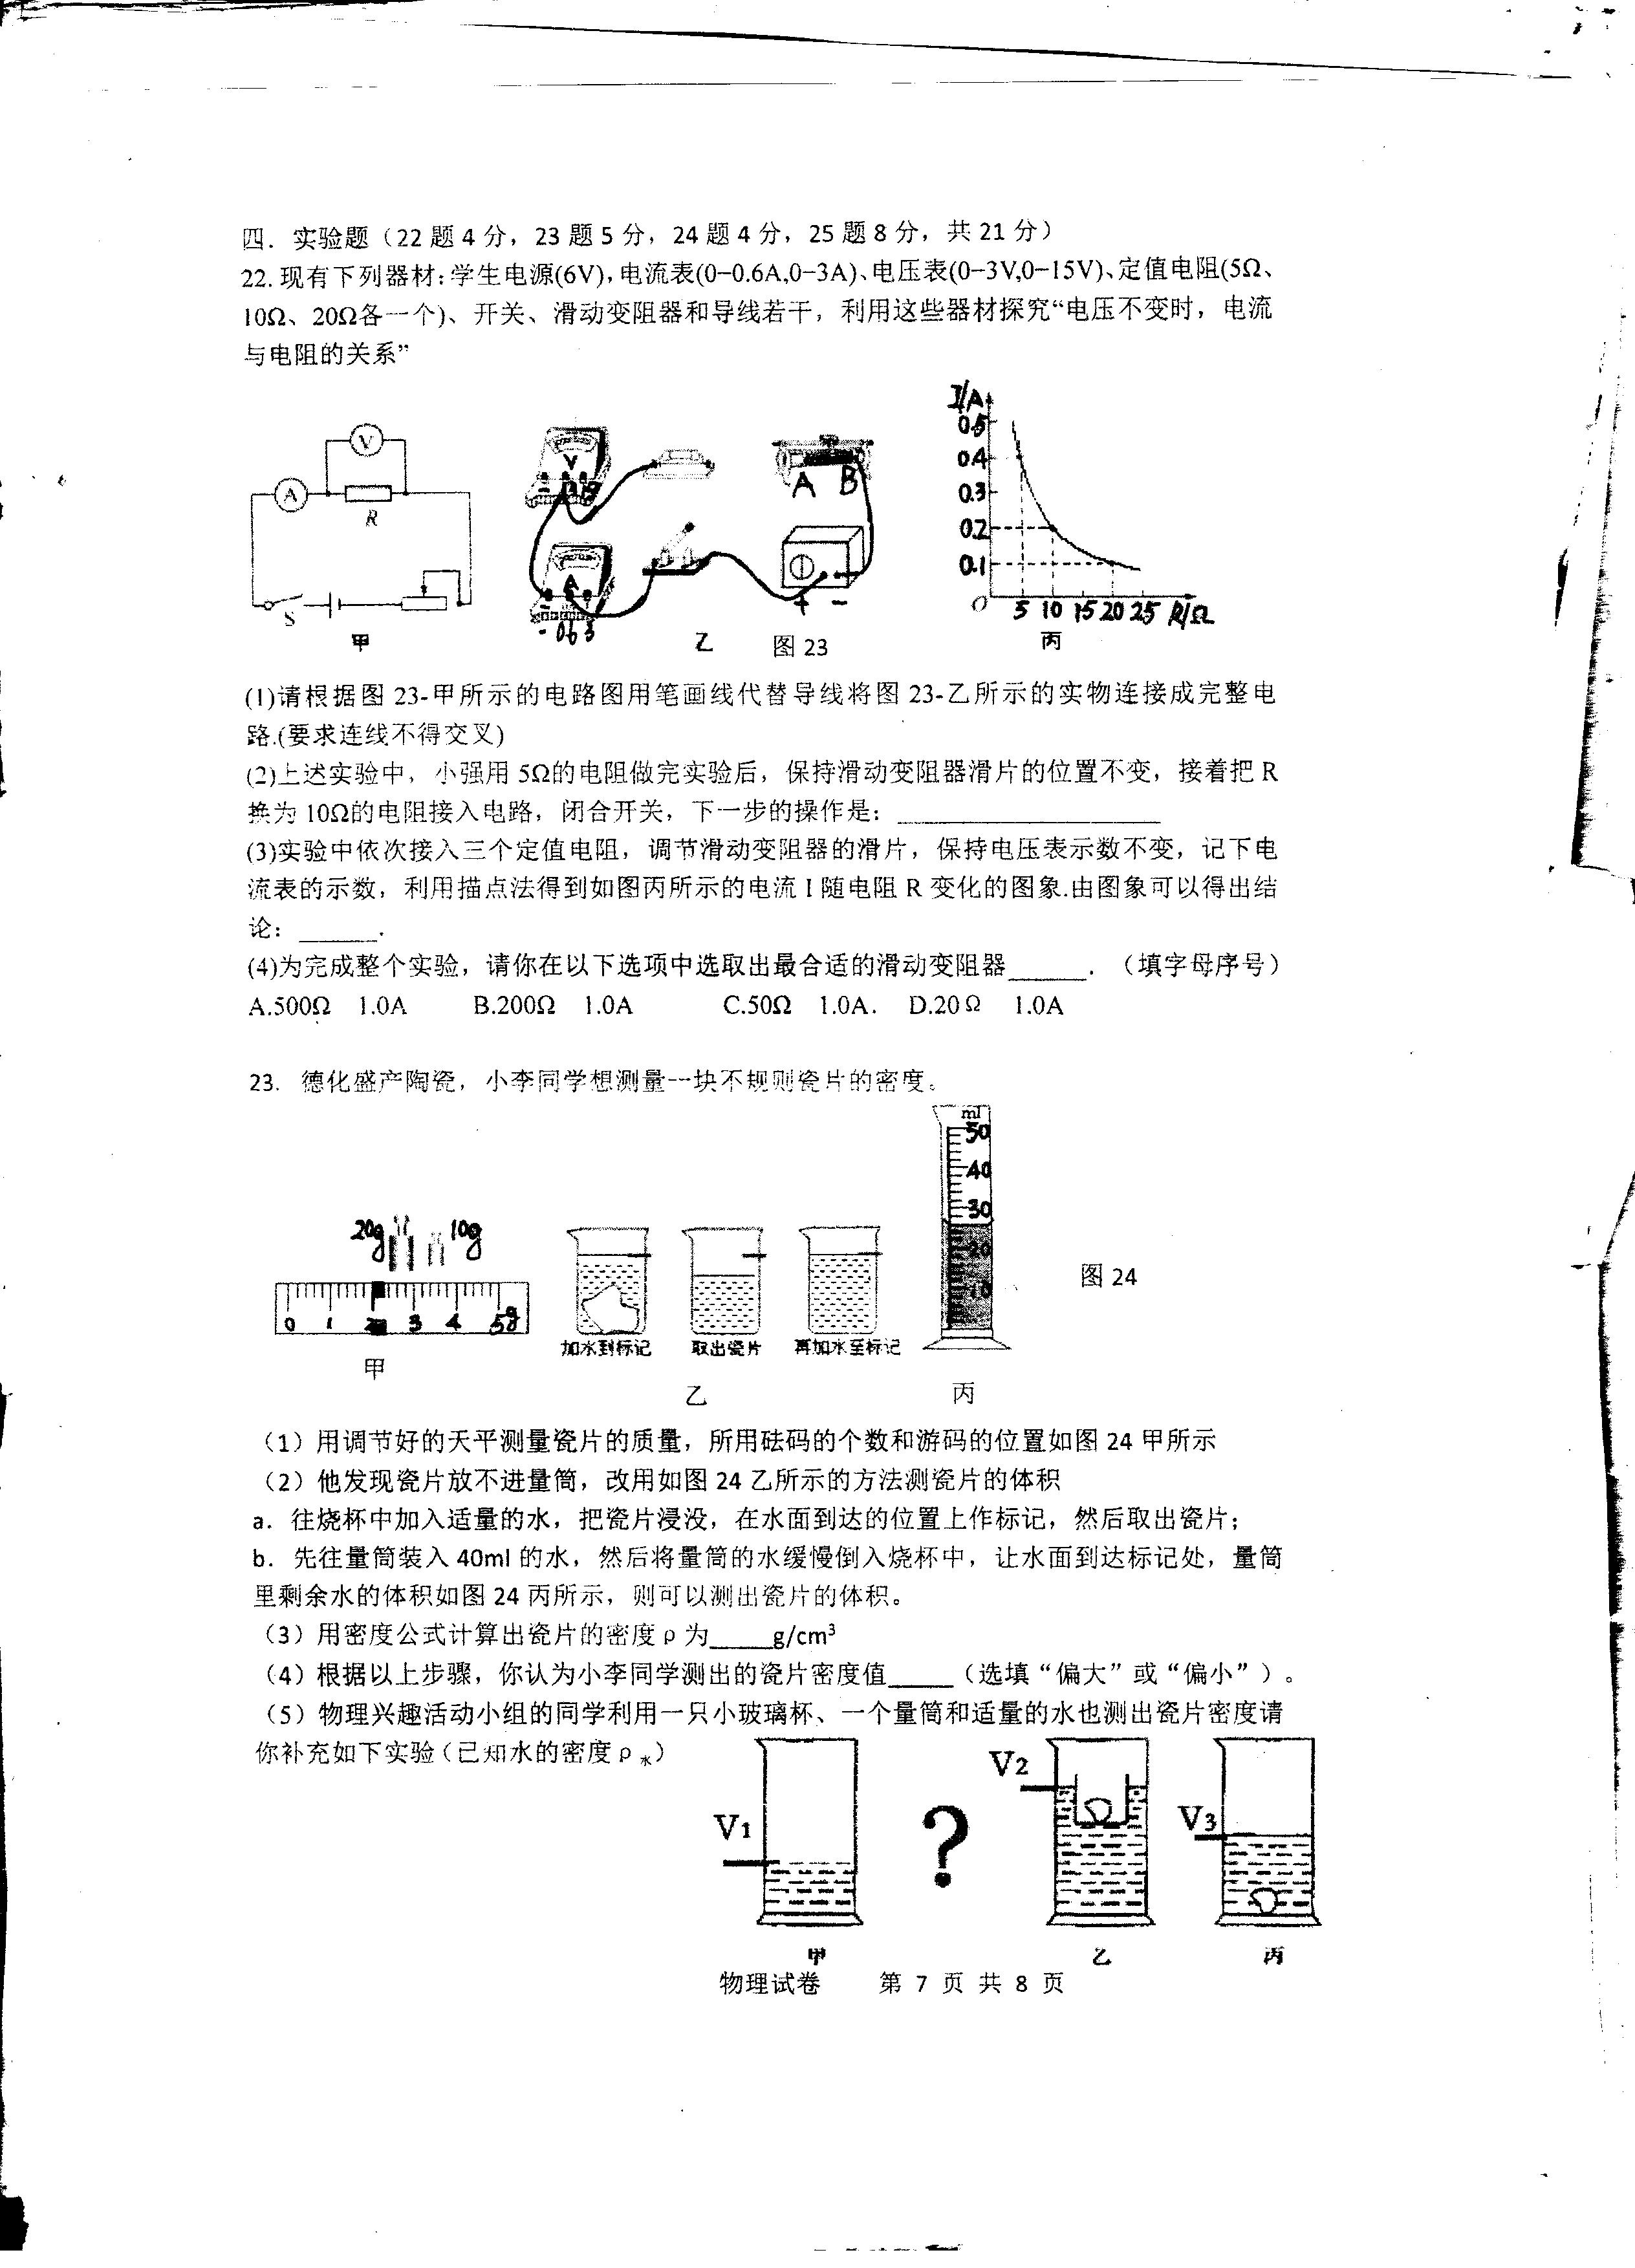 四．实验题（22题4分，23题5分，24题4分，25题8分，共21分）
22.现有下列器材：学生电源(6V)，电流表(0-0.6A,0-3A)、电压表(0-3V,0-15V)、定值电阻(5Ω、
10Ω、20Ω各一个)、开关、滑动变阻器和导线若干，利用这些器材探究“电压不变时，电流
与电阻的关系”
V
A
R
S
甲
V
A
- 0.6 3
A B
+ -
乙
图 23
I/A
0.5
0.4
0.3
0.2
0.1
O
5 10 15 20 25 R/Ω
丙
(1)请根据图 23-甲所示的电路图用笔画线代替导线将图 23-乙所示的实物连接成完整电
路.(要求连线不得交叉)
(2)上述实验中，小强用 5Ω的电阻做完实验后，保持滑动变阻器滑片的位置不变，接着把 R
换为 10Ω的电阻接入电路，闭合开关，下一步的操作是：____________________
(3)实验中依次接入三个定值电阻，调节滑动变阻器的滑片，保持电压表示数不变，记下电
流表的示数，利用描点法得到如图丙所示的电流 I 随电阻 R 变化的图象.由图象可以得出结
论：______.
(4)为完成整个实验，请你在以下选项中选取出最合适的滑动变阻器______．（填字母序号）
A.500Ω 1.0A B.200Ω 1.0A C.50Ω 1.0A． D.20Ω 1.0A
23. 德化盛产陶瓷，小李同学想测量一块不规则瓷片的密度。
20g 10g
0 1 2 3 4 5g
甲
加水到标记 取出瓷片 再加水至标记
乙
ml
50
40
30
20
10
丙
图 24
（1）用调节好的天平测量瓷片的质量，所用砝码的个数和游码的位置如图 24 甲所示
（2）他发现瓷片放不进量筒，改用如图 24 乙所示的方法测瓷片的体积
a．往烧杯中加入适量的水，把瓷片浸没，在水面到达的位置上作标记，然后取出瓷片；
b．先往量筒装入 40ml 的水，然后将量筒的水缓慢倒入烧杯中，让水面到达标记处，量筒
里剩余水的体积如图 24 丙所示，则可以测出瓷片的体积。
（3）用密度公式计算出瓷片的密度ρ为_____g/cm³
（4）根据以上步骤，你认为小李同学测出的瓷片密度值_____（选填“偏大”或“偏小”）。
（5）物理兴趣活动小组的同学利用一只小玻璃杯、一个量筒和适量的水也测出瓷片密度请
你补充如下实验（已知水的密度ρ水）
V1
?
V2
V3
甲 乙 丙
物理试卷 第 7 页 共 8 页